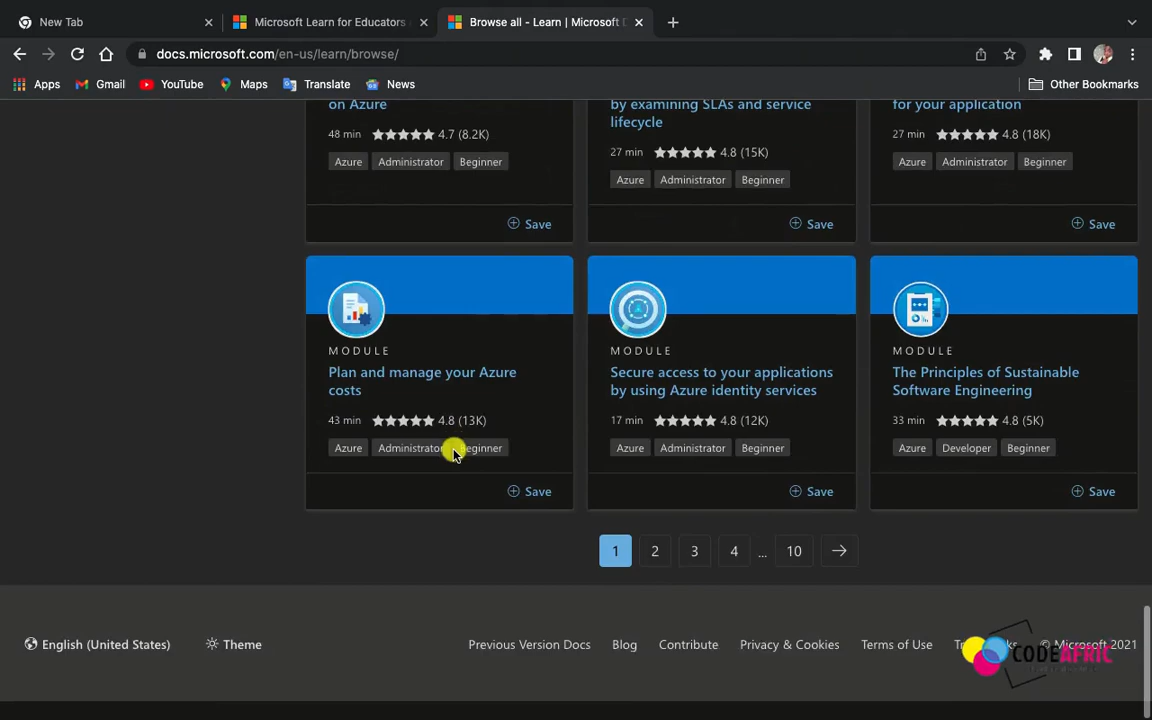 New Tab
Microsoft Learn for Educators
Browse all - Learn | Microsoft D
docs.microsoft.com/en-us/learn/browse/
Apps Gmail YouTube Maps Translate News Other Bookmarks
on Azure
48 min 4.7 (8.2K)
Azure Administrator Beginner
Save
by examining SLAs and service
lifecycle
27 min 4.8 (15K)
Azure Administrator Beginner
Save
for your application
27 min 4.8 (18K)
Azure Administrator Beginner
Save
MODULE
Plan and manage your Azure
costs
43 min 4.8 (13K)
Azure Administrator Beginner
Save
MODULE
Secure access to your applications
by using Azure identity services
17 min 4.8 (12K)
Azure Administrator Beginner
Save
MODULE
The Principles of Sustainable
Software Engineering
33 min 4.8 (5K)
Azure Developer Beginner
Save
1 2 3 4 ... 10
English (United States) Theme Previous Version Docs Blog Contribute Privacy & Cookies Terms of Use © Microsoft 2021
CODEAFRIC